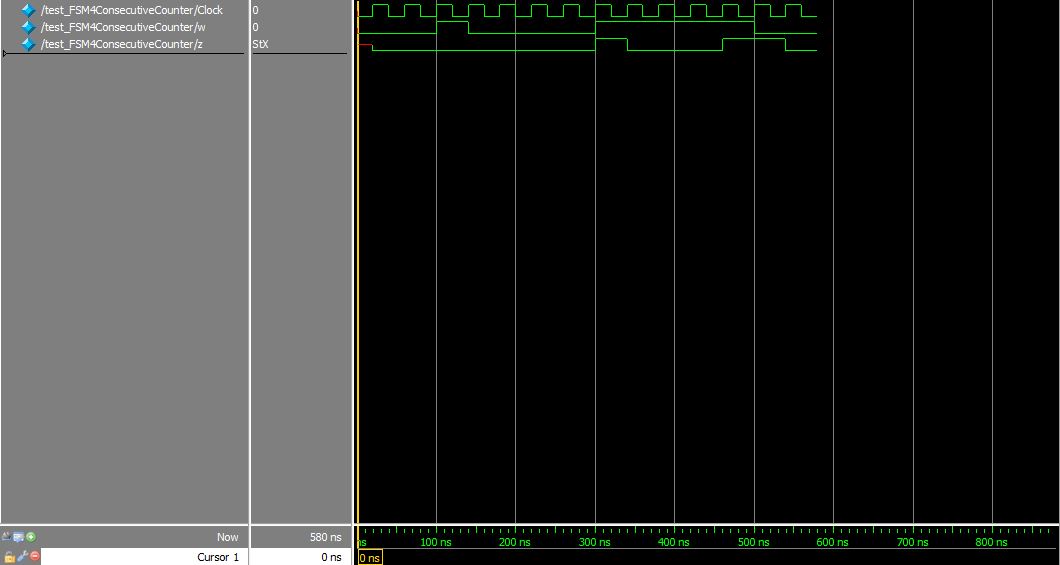 /test_FSM4ConsecutiveCounter/Clock 0
/test_FSM4ConsecutiveCounter/w 0
/test_FSM4ConsecutiveCounter/z StX
Now 580 ns
ns 100 ns 200 ns 300 ns 400 ns 500 ns 600 ns 700 ns 800 ns
Cursor 1 0 ns 0 ns